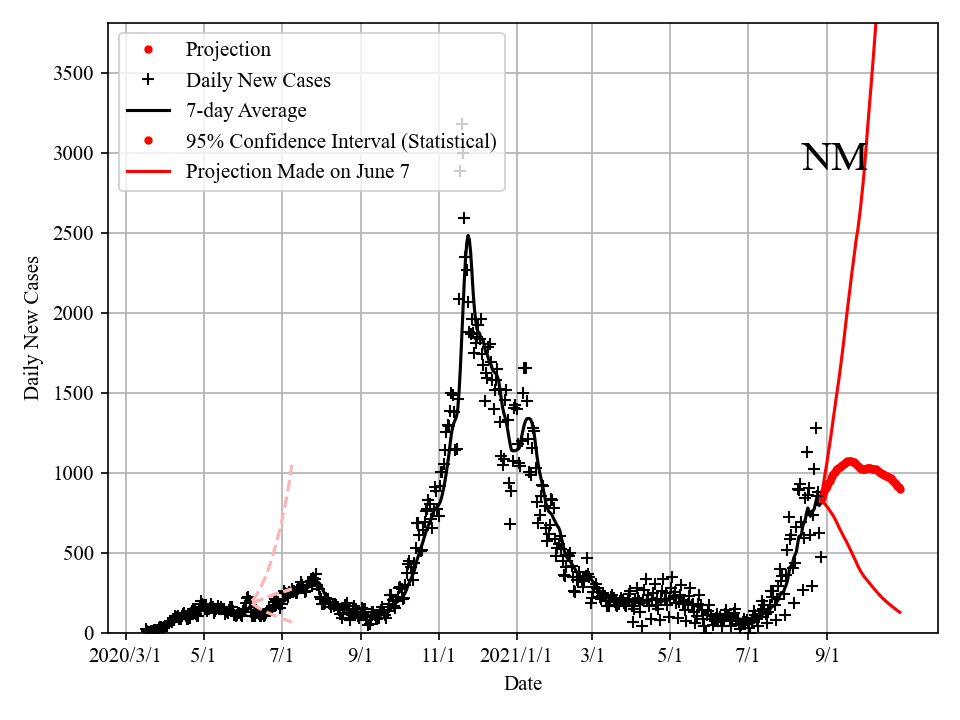 Projection
Daily New Cases
7-day Average
95% Confidence Interval (Statistical)
Projection Made on June 7
NM
3500
3000
2500
2000
1500
1000
500
0
Daily New Cases
2020/3/1 5/1 7/1 9/1 11/1 2021/1/1 3/1 5/1 7/1 9/1
Date